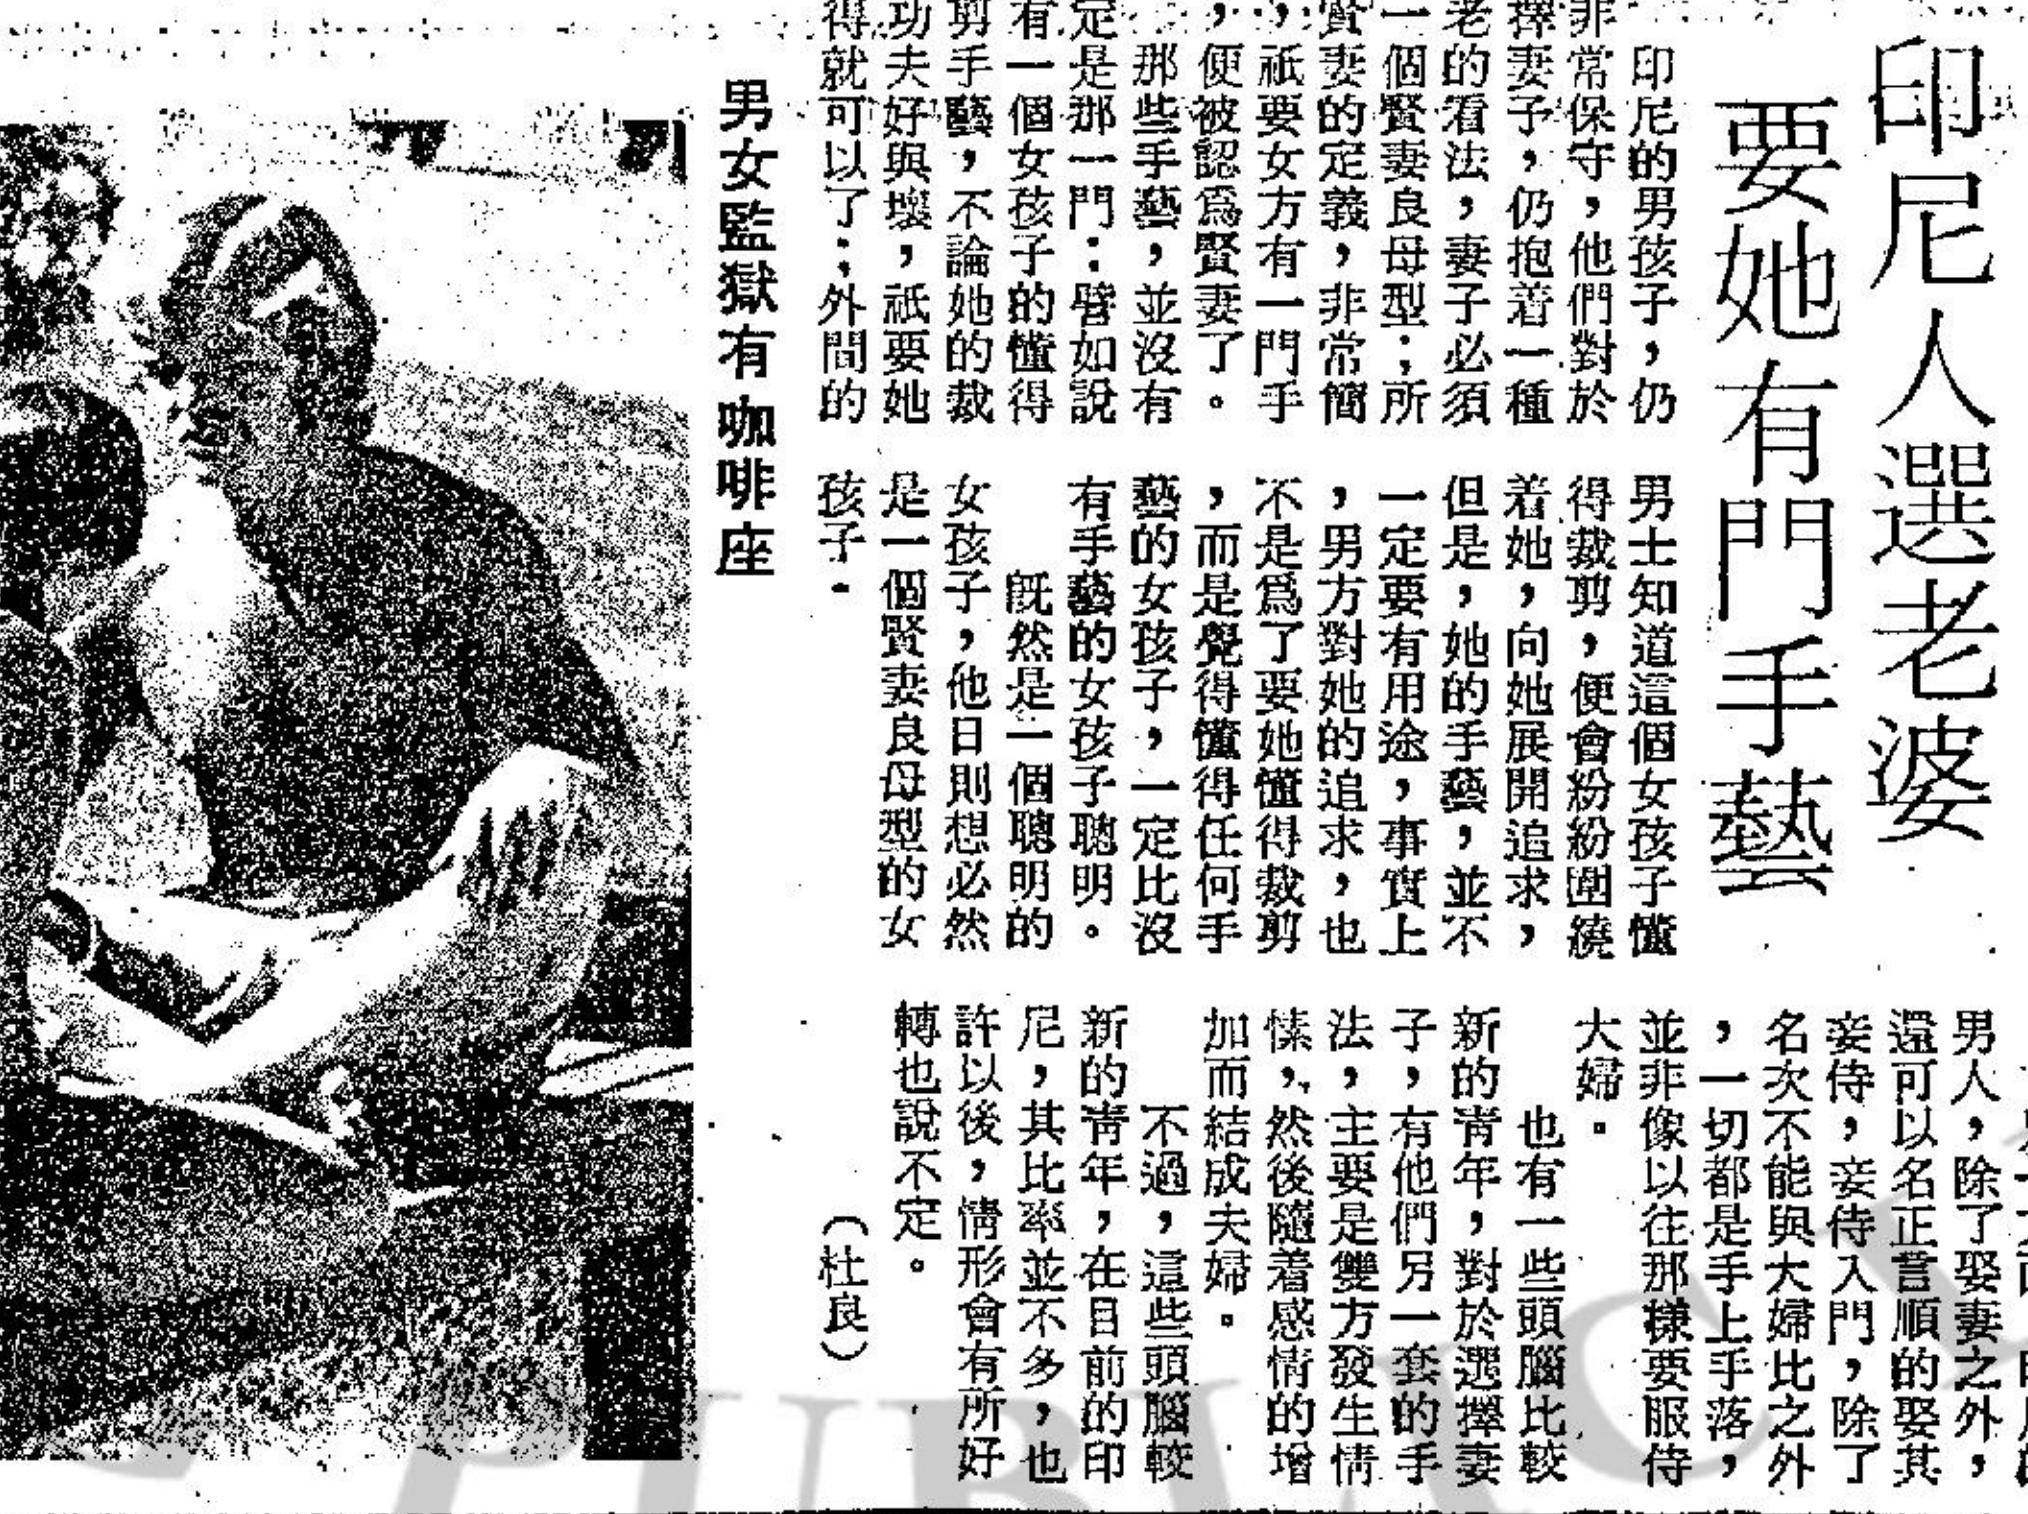 印尼人選老婆
要她有門手藝
印尼的男孩子，仍
非常保守，他們對於
擇妻子，仍抱着一種
老的看法，妻子必須
一個賢妻良母型；所
賢妻的定義，非常簡
，祇要女方有一門手
，便被認爲賢妻了。
那些手藝，並沒有
定是那一門：譬如說
有一個女孩子的懂得
剪手藝，不論她的裁
功夫好與壞，祇要她
得就可以了；外間的
男士知道這個女孩子懂
得裁剪，便會紛紛圍繞
着她，向她展開追求，
但是，她的手藝，並不
一定要有用途，事實上
，男方對她的追求，也
不是爲了要她懂得裁剪
，而是覺得懂得任何手
藝的女孩子，一定比沒
有手藝的女孩子聰明。
旣然是一個聰明的
女孩子，他日則想必然
是一個賢妻良母型的女
孩子．
男人，除了娶妻之外，
還可以名正言順的娶其
妾侍，妾侍入門，除了
名次不能與大婦比之外
，一切都是手上手落，
並非像以往那樣要服侍
大婦。
也有一些頭腦比較
新的靑年，對於選擇妻
子，有他們另一套的手
法，主要是雙方發生情
愫，然後隨着感情的增
加而結成夫婦。
不過，這些頭腦較
新的靑年，在目前的印
尼，其比率並不多，也
許以後，情形會有所好
轉也說不定。
（杜良）
男女監獄有咖啡座
PUBLIC